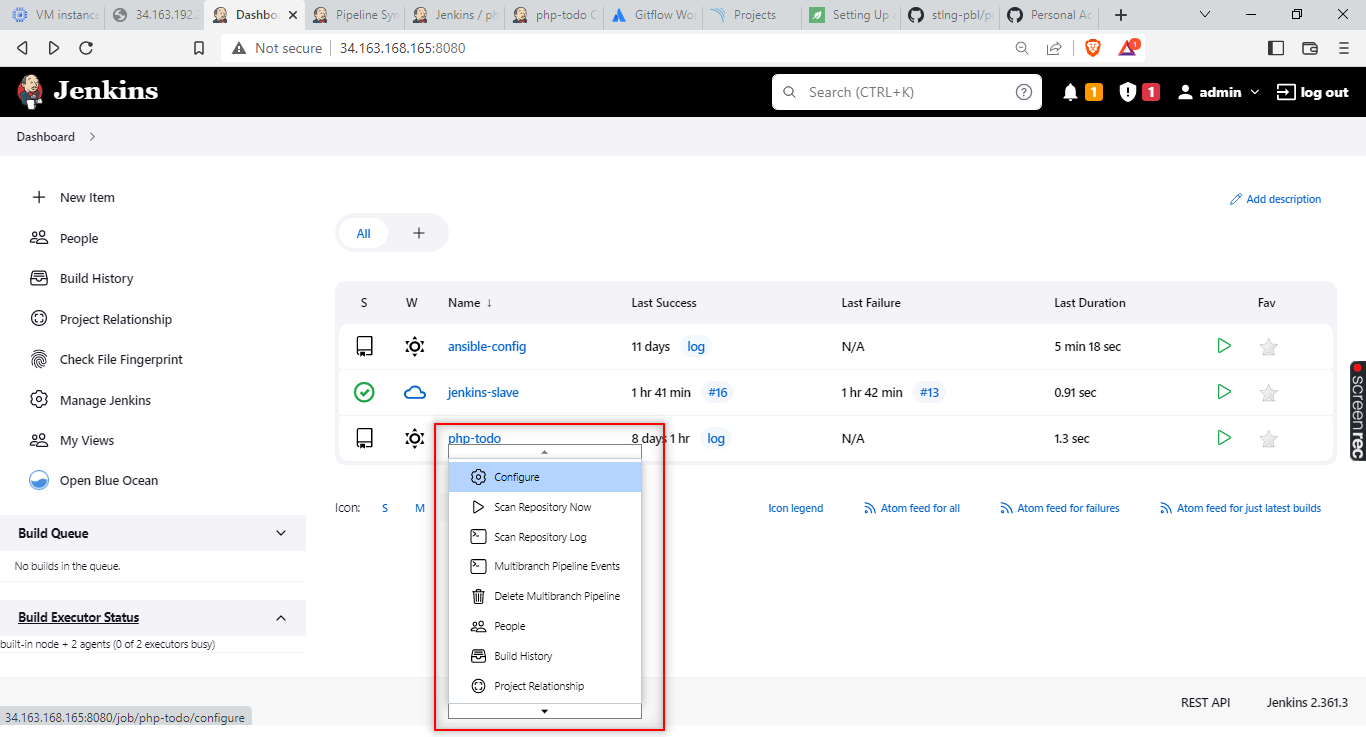 VM instance
34.163.192.2
Dashbo
Pipeline Syn
Jenkins / ph
php-todo C
Gitflow Wor
Projects
Setting Up a
stlng-pbl/p
Personal Ac
Not secure
34.163.168.165:8080
1
Jenkins
Search (CTRL+K)
1
1
admin
log out
Dashboard
New Item
People
Build History
Project Relationship
Check File Fingerprint
Manage Jenkins
My Views
Open Blue Ocean
Build Queue
No builds in the queue.
Build Executor Status
built-in node + 2 agents (0 of 2 executors busy)
Add description
All
S W Name ↓ Last Success Last Failure Last Duration Fav
ansible-config 11 days log N/A 5 min 18 sec
jenkins-slave 1 hr 41 min #16 1 hr 42 min #13 0.91 sec
php-todo 8 days 1 hr log N/A 1.3 sec
Configure
Scan Repository Now
Scan Repository Log
Multibranch Pipeline Events
Delete Multibranch Pipeline
People
Build History
Project Relationship
Icon: S M
Icon legend
Atom feed for all
Atom feed for failures
Atom feed for just latest builds
screenrec
REST API
Jenkins 2.361.3
34.163.168.165:8080/job/php-todo/configure